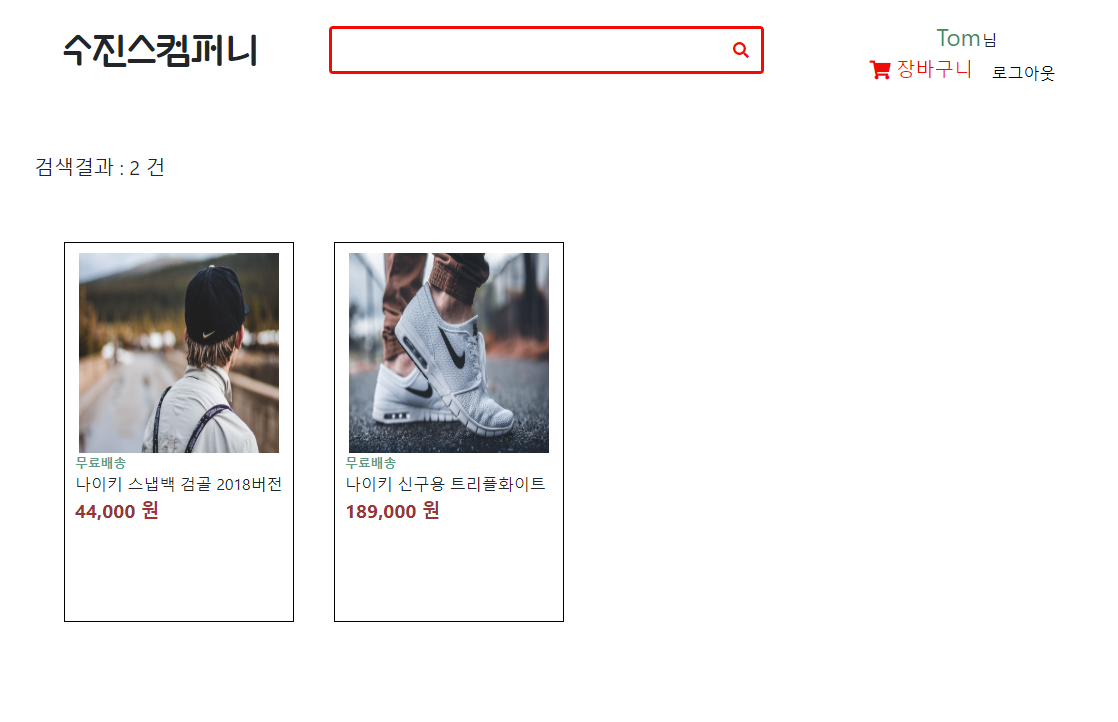 수진스컴퍼니
Tom님
장바구니 로그아웃
검색결과 : 2 건
무료배송
나이키 스냅백 검골 2018버전
44,000 원
무료배송
나이키 신구용 트리플화이트
189,000 원